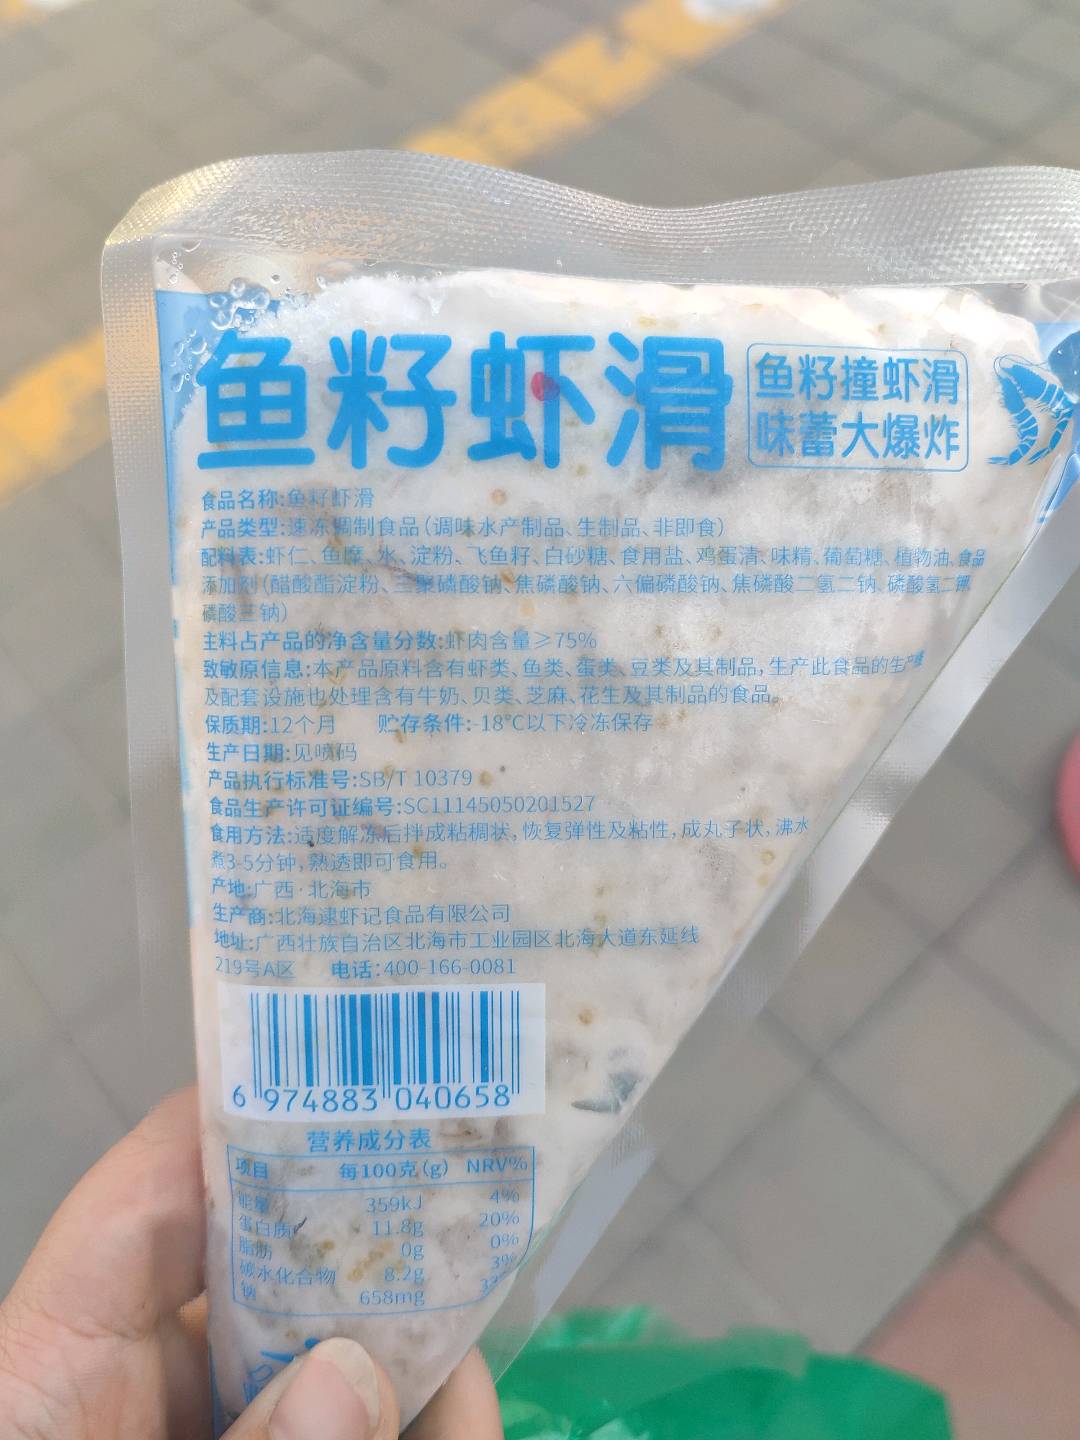 鱼籽虾滑
鱼籽撞虾滑
味蕾大爆炸
食品名称:鱼籽虾滑
产品类型:速冻调制食品(调味水产制品、生制品、非即食)
配料表:虾仁、鱼糜、水、淀粉、飞鱼籽、白砂糖、食用盐、鸡蛋清、味精、葡萄糖、植物油、食品
添加剂(醋酸酯淀粉、三聚磷酸钠、焦磷酸钠、六偏磷酸钠、焦磷酸二氢二钠、磷酸氢二钠、
磷酸三钠)
主料占产品的净含量分数:虾肉含量≥75%
致敏原信息:本产品原料含有虾类、鱼类、蛋类、豆类及其制品,生产此食品的生产线
及配套设施也处理含有牛奶、贝类、芝麻、花生及其制品的食品。
保质期:12个月 贮存条件:-18℃以下冷冻保存
生产日期:见喷码
产品执行标准号:SB/T 10379
食品生产许可证编号:SC11145050201527
食用方法:适度解冻后拌成粘稠状,恢复弹性及粘性,成丸子状,沸水
煮3-5分钟,熟透即可食用。
产地:广西·北海市
生产商:北海逮虾记食品有限公司
地址:广西壮族自治区北海市工业园区北海大道东延线
219号A区 电话:400-166-0081
6 974883 040658
营养成分表
项目 每100克(g) NRV%
能量 359kJ 4%
蛋白质 11.8g 20%
脂肪 0g 0%
碳水化合物 8.2g 3%
钠 658mg